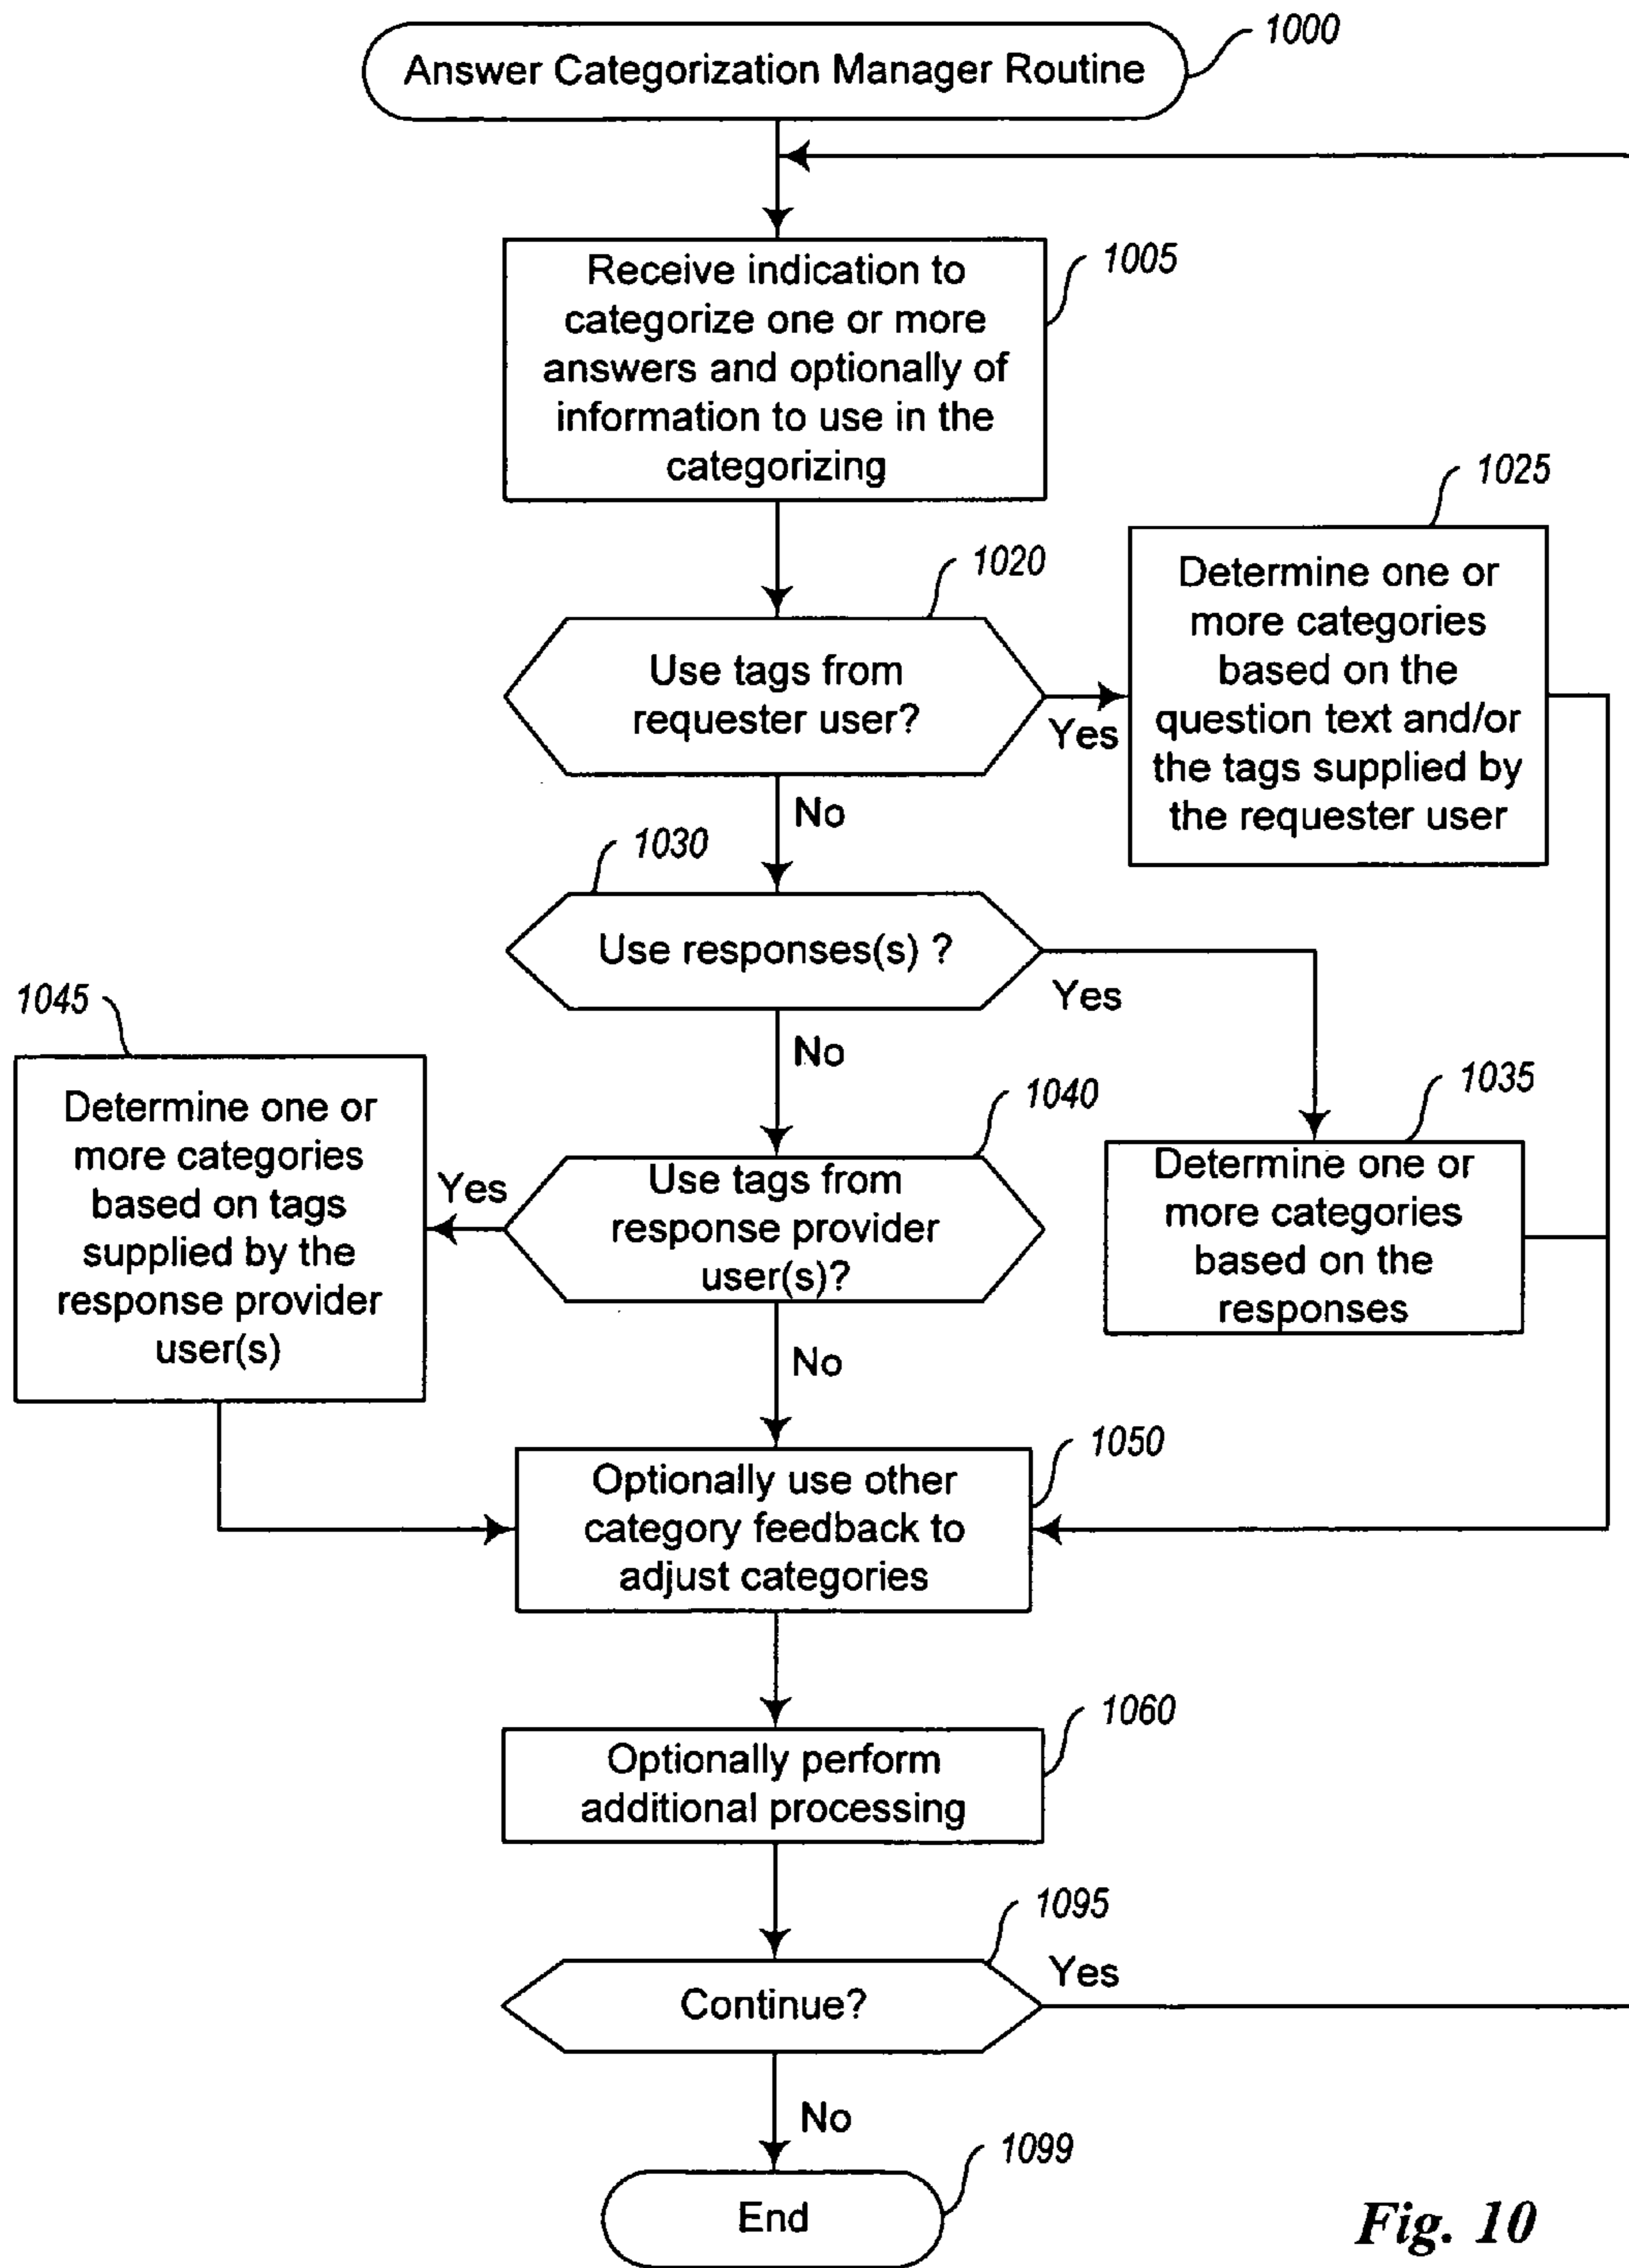 Answer Categorization Manager Routine
1000
Receive indication to
categorize one or more
answers and optionally of
information to use in the
categorizing
1005
Use tags from
requester user?
1020
Yes
No
Determine one or
more categories
based on the
question text and/or
the tags supplied by
the requester user
1025
Use responses(s) ?
1030
Yes
No
Determine one or
more categories
based on the
responses
1035
Use tags from
response provider
user(s)?
1040
Yes
No
Determine one or
more categories
based on tags
supplied by the
response provider
user(s)
1045
Optionally use other
category feedback to
adjust categories
1050
Optionally perform
additional processing
1060
Continue?
1095
Yes
No
End
1099
Fig. 10